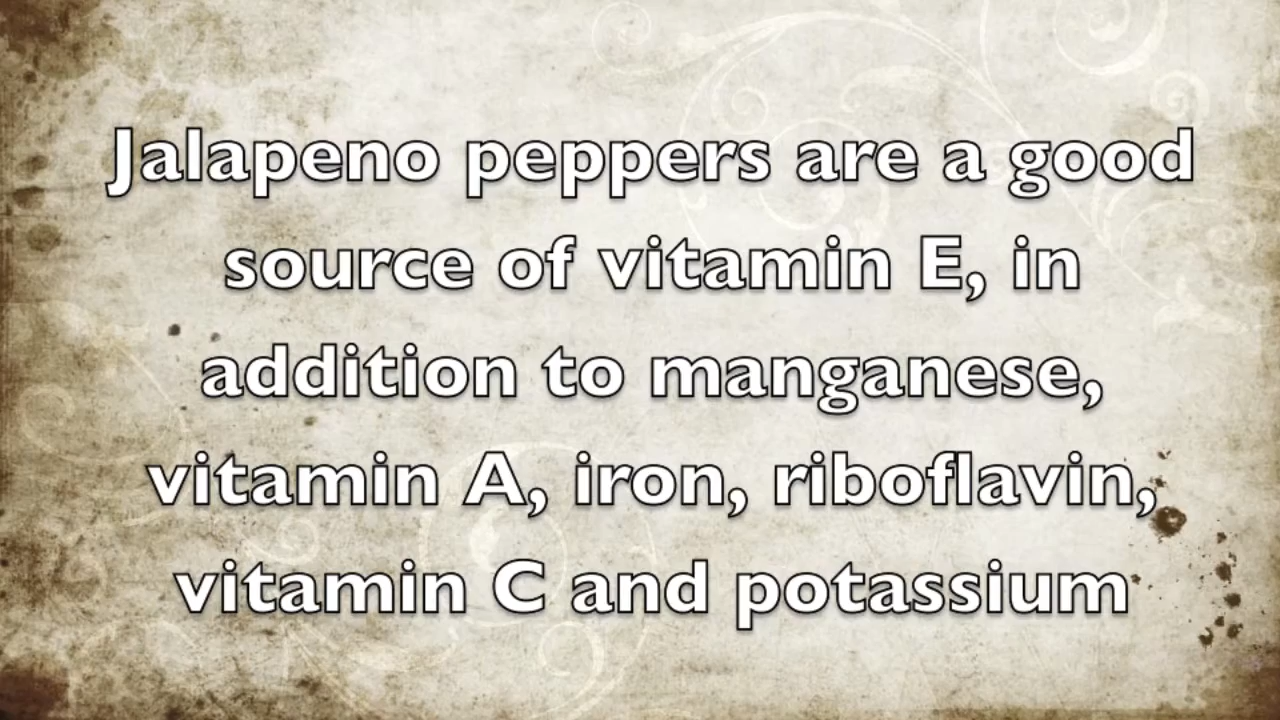 Jalapeno peppers are a good
source of vitamin E, in
addition to manganese,
vitamin A, iron, riboflavin,
vitamin C and potassium